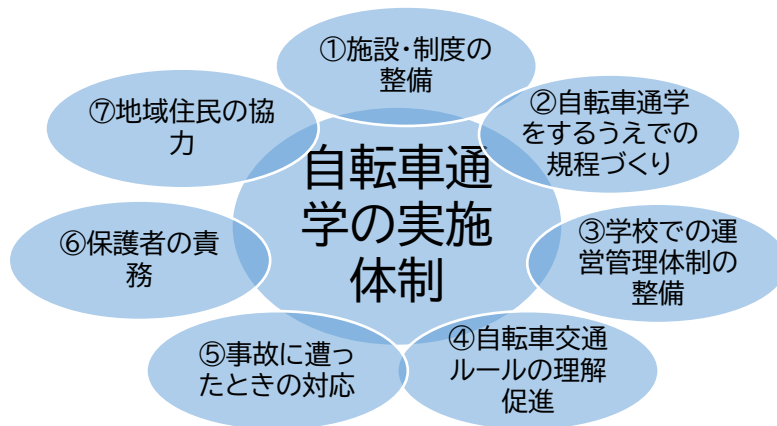 ①施設・制度の
整備
②自転車通学
をするうえでの
規程づくり
③学校での運
営管理体制の
整備
④自転車交通
ルールの理解
促進
⑤事故に遭っ
たときの対応
⑥保護者の責
務
⑦地域住民の協
力
自転車通
学の実施
体制